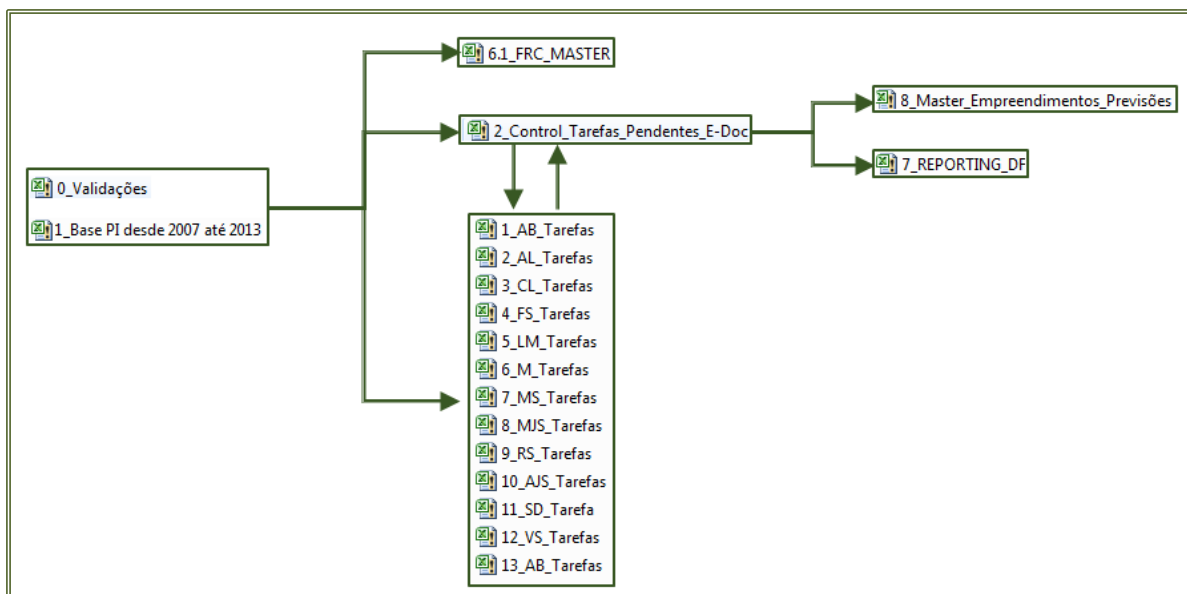 6.1_FRC_MASTER
8_Master_Empreendimentos_Previsões
2_Control_Tarefas_Pendentes_E-Doc
7_REPORTING_DF
0_Validações
1_Base PI desde 2007 até 2013
1_AB_Tarefas
2_AL_Tarefas
3_CL_Tarefas
4_FS_Tarefas
5_LM_Tarefas
6_M_Tarefas
7_MS_Tarefas
8_MJS_Tarefas
9_RS_Tarefas
10_AJS_Tarefas
11_SD_Tarefa
12_VS_Tarefas
13_AB_Tarefas